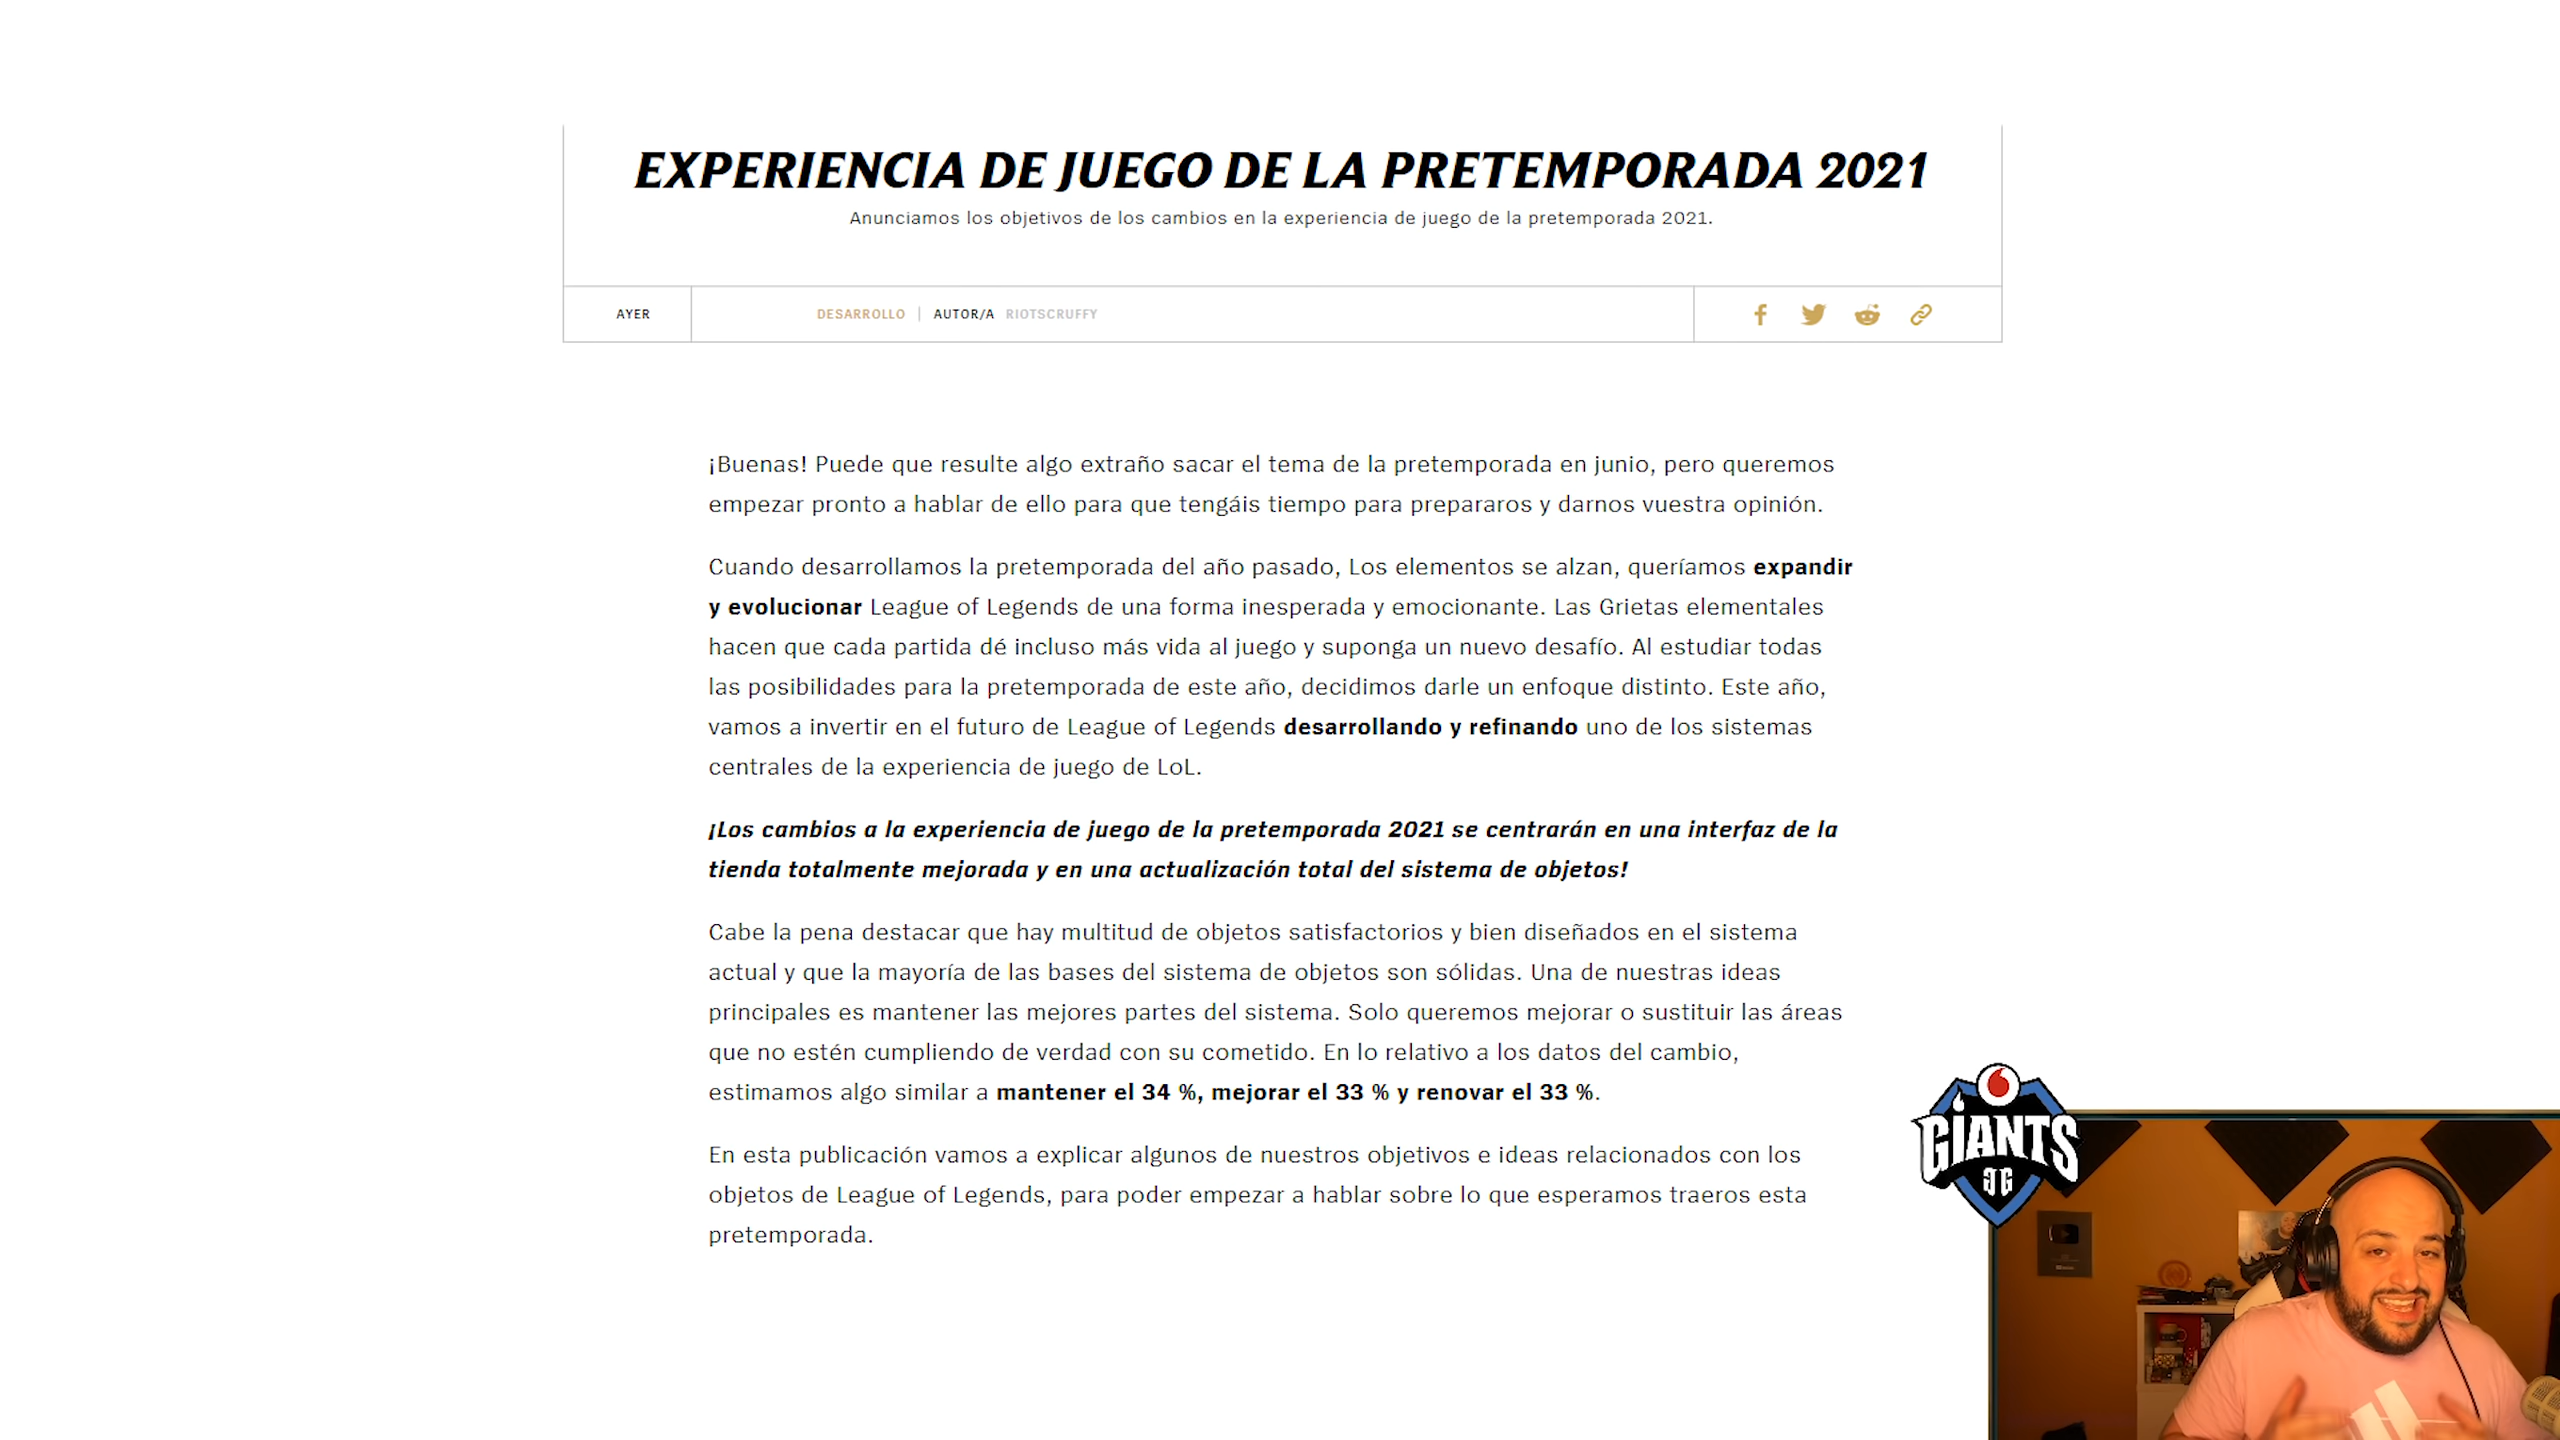 EXPERIENCIA DE JUEGO DE LA PRETEMPORADA 2021
Anunciamos los objetivos de los cambios en la experiencia de juego de la pretemporada 2021.
AYER
DESARROLLO | AUTOR/A RIOTSCRUFFY
¡Buenas! Puede que resulte algo extraño sacar el tema de la pretemporada en junio, pero queremos
empezar pronto a hablar de ello para que tengáis tiempo para prepararos y darnos vuestra opinión.
Cuando desarrollamos la pretemporada del año pasado, Los elementos se alzan, queríamos expandir
y evolucionar League of Legends de una forma inesperada y emocionante. Las Grietas elementales
hacen que cada partida dé incluso más vida al juego y suponga un nuevo desafío. Al estudiar todas
las posibilidades para la pretemporada de este año, decidimos darle un enfoque distinto. Este año,
vamos a invertir en el futuro de League of Legends desarrollando y refinando uno de los sistemas
centrales de la experiencia de juego de LoL.
¡Los cambios a la experiencia de juego de la pretemporada 2021 se centrarán en una interfaz de la
tienda totalmente mejorada y en una actualización total del sistema de objetos!
Cabe la pena destacar que hay multitud de objetos satisfactorios y bien diseñados en el sistema
actual y que la mayoría de las bases del sistema de objetos son sólidas. Una de nuestras ideas
principales es mantener las mejores partes del sistema. Solo queremos mejorar o sustituir las áreas
que no estén cumpliendo de verdad con su cometido. En lo relativo a los datos del cambio,
estimamos algo similar a mantener el 34 %, mejorar el 33 % y renovar el 33 %.
En esta publicación vamos a explicar algunos de nuestros objetivos e ideas relacionados con los
objetos de League of Legends, para poder empezar a hablar sobre lo que esperamos traeros esta
pretemporada.
GIANTS